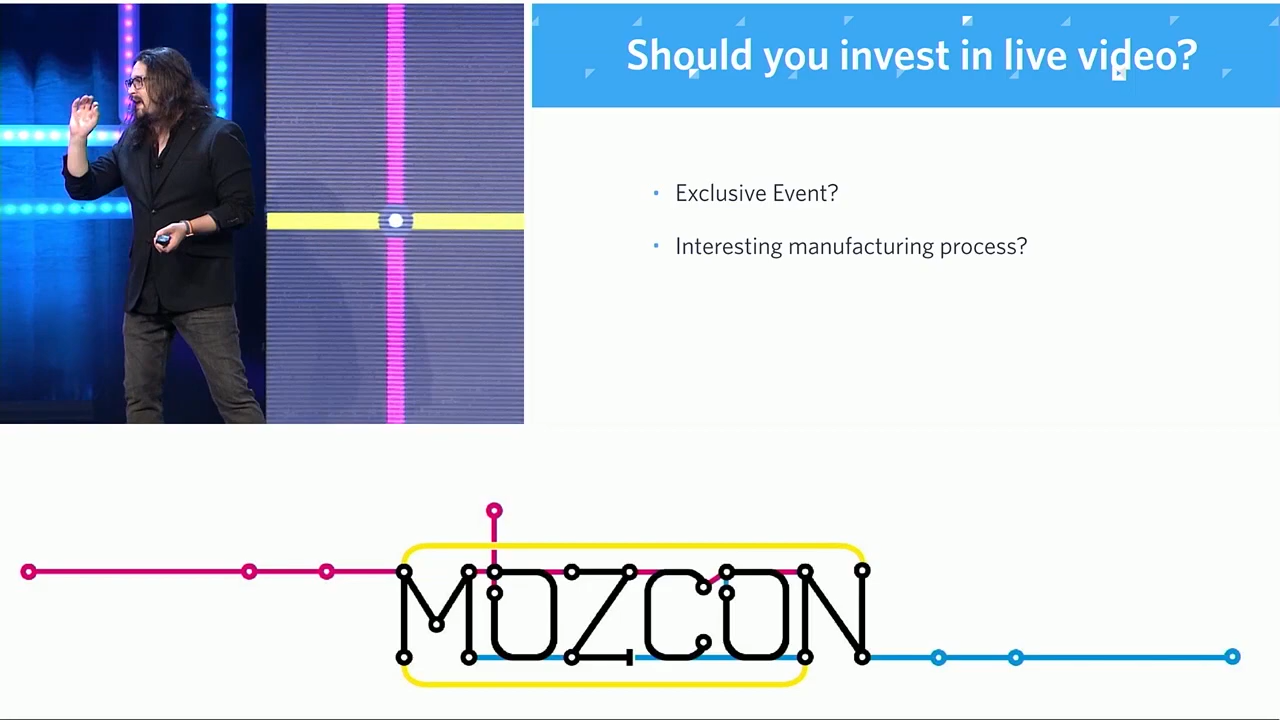 Should you invest in live video?
Exclusive Event?
Interesting manufacturing process?
MOZCON